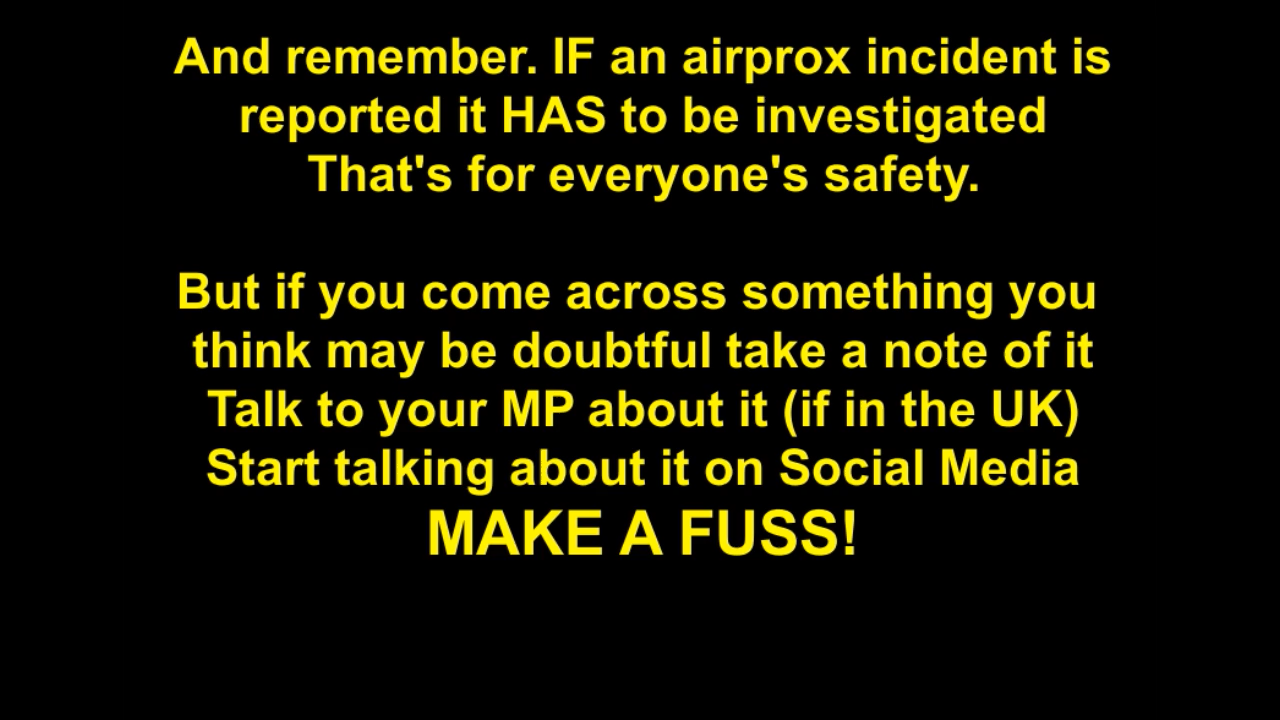 And remember. IF an airprox incident is
reported it HAS to be investigated
That's for everyone's safety.
But if you come across something you
think may be doubtful take a note of it
Talk to your MP about it (if in the UK)
Start talking about it on Social Media
MAKE A FUSS!